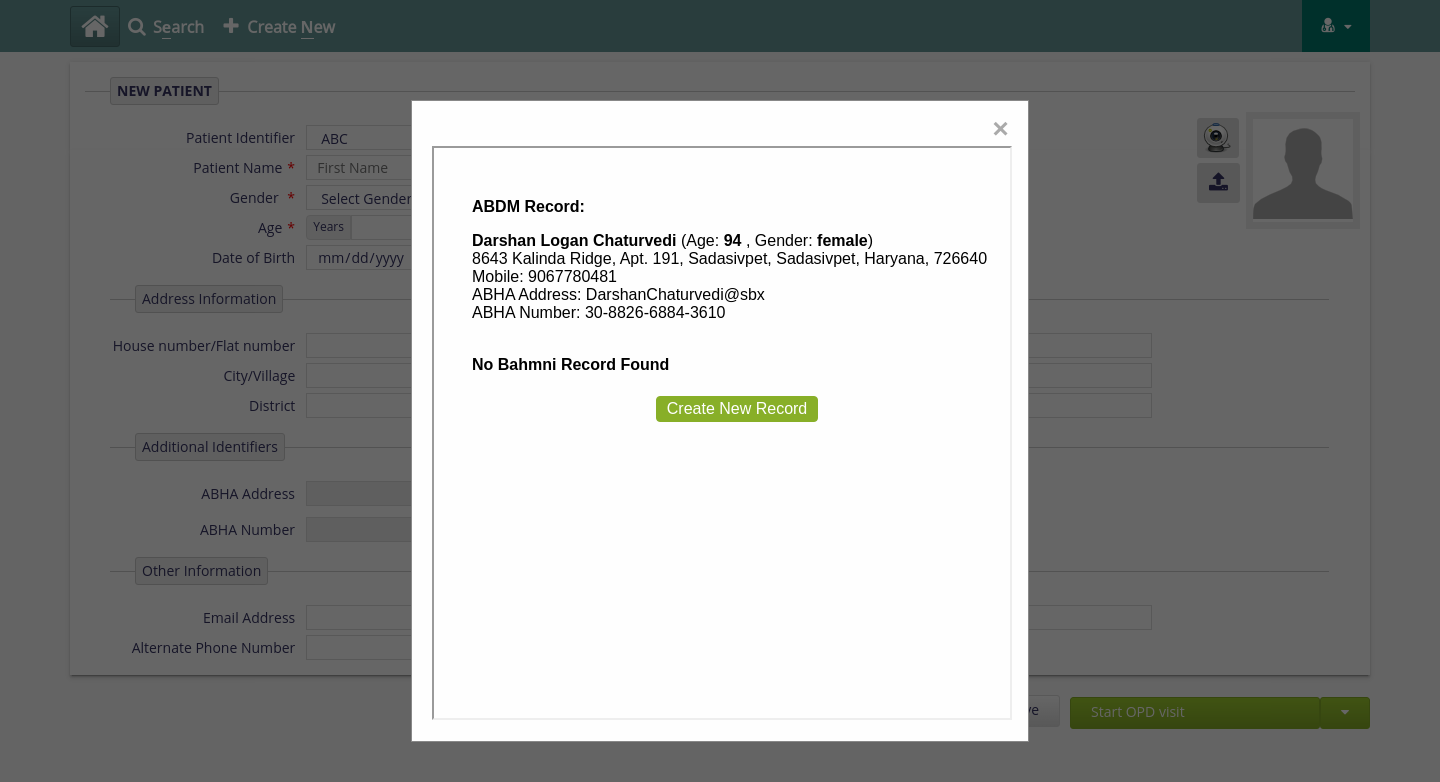 Search
Create New
NEW PATIENT
Patient Identifier
ABC
Patient Name *
First Name
Gender *
Select Gender
Age *
Years
Date of Birth
mm/dd/yyyy
Address Information
House number/Flat number
City/Village
District
Additional Identifiers
ABHA Address
ABHA Number
Other Information
Email Address
Alternate Phone Number
×
ABDM Record:
Darshan Logan Chaturvedi (Age: 94 , Gender: female)
8643 Kalinda Ridge, Apt. 191, Sadasivpet, Sadasivpet, Haryana, 726640
Mobile: 9067780481
ABHA Address: DarshanChaturvedi@sbx
ABHA Number: 30-8826-6884-3610
No Bahmni Record Found
Create New Record
Start OPD visit